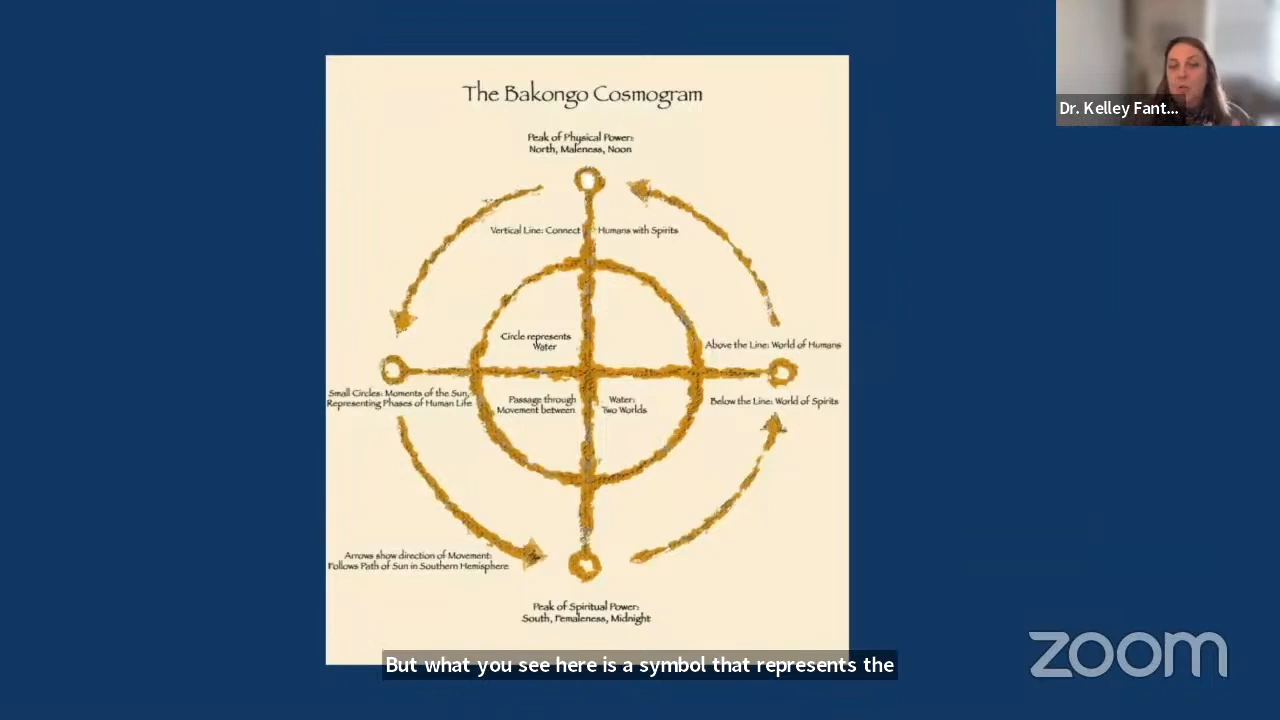 The Bakongo Cosmogram
Peak of Physical Power:
North, Maleness, Noon
Vertical Line: Connect Humans with Spirits
Circle represents
Water
Above the Line: World of Humans
Small Circles: Moments of the Sun,
Representing Phases of Human Life
Passage through Water:
Movement between Two Worlds
Below the Line: World of Spirits
Arrows show direction of Movement:
Follows Path of Sun in Southern Hemisphere
Peak of Spiritual Power:
South, Femaleness, Midnight
But what you see here is a symbol that represents the
Dr. Kelley Fant...
zoom